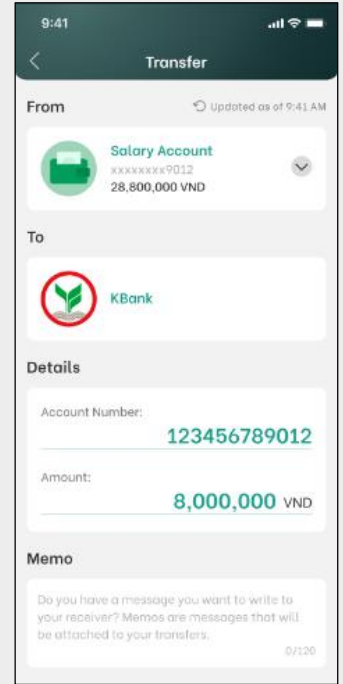 9:41
Transfer
From
Updated as of 9:41 AM
Salary Account
xxxxxxxx9012
28,800,000 VND
To
KBank
Details
Account Number:
123456789012
Amount:
8,000,000 VND
Memo
Do you have a message you want to write to
your receiver? Memos are messages that will
be attached to your transfers.
0/120